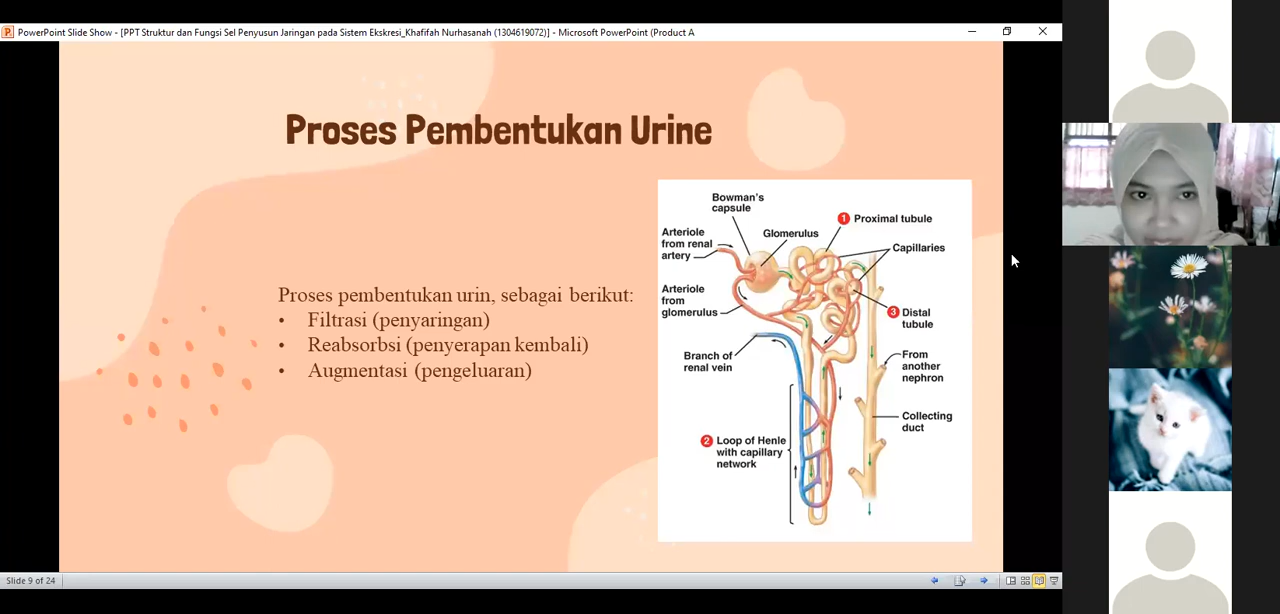 PowerPoint Slide Show - [PPT Struktur dan Fungsi Sel Penyusun Jaringan pada Sistem Ekskresi_Khafifah Nurhasanah (1304619072)] - Microsoft PowerPoint (Product A
Proses Pembentukan Urine
Proses pembentukan urin, sebagai berikut:
• Filtrasi (penyaringan)
• Reabsorbsi (penyerapan kembali)
• Augmentasi (pengeluaran)
Bowman's
capsule
1 Proximal tubule
Glomerulus
Arteriole
from renal
artery
Capillaries
Arteriole
from
glomerulus
3 Distal
tubule
Branch of
renal vein
From
another
nephron
Collecting
duct
2 Loop of Henle
with capillary
network
Slide 9 of 24